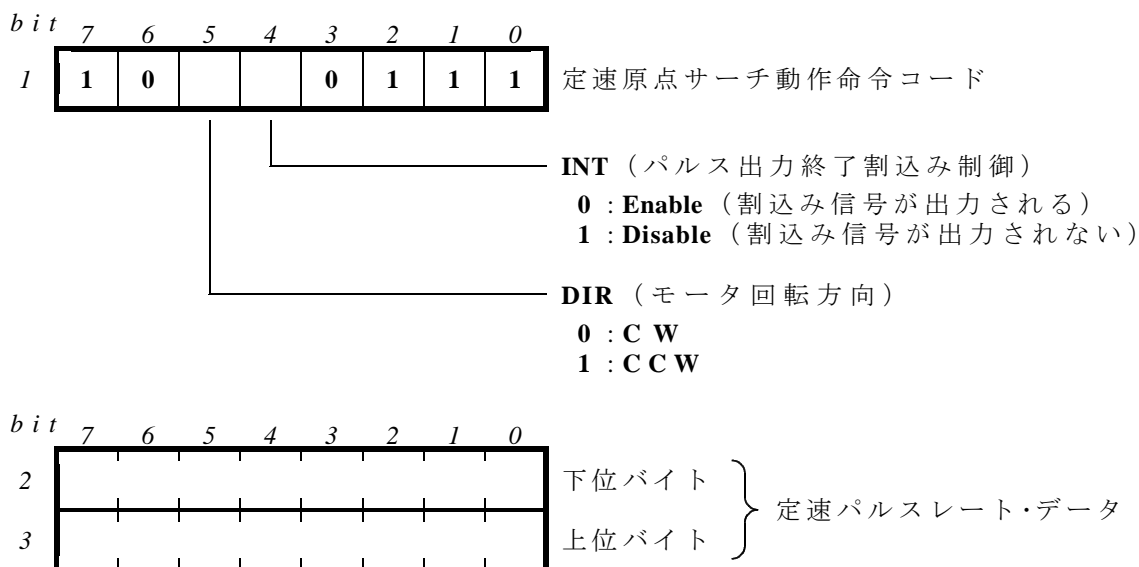 bit 7 6 5 4 3 2 1 0
1 1 0 0 1 1 1 定速原点サーチ動作命令コード
INT（パルス出力終了割込み制御）
0 : Enable（割込み信号が出力される）
1 : Disable（割込み信号が出力されない）
DIR（モータ回転方向）
0 : CW
1 : CCW
bit 7 6 5 4 3 2 1 0
2 下位バイト
定速パルスレート・データ
3 上位バイト